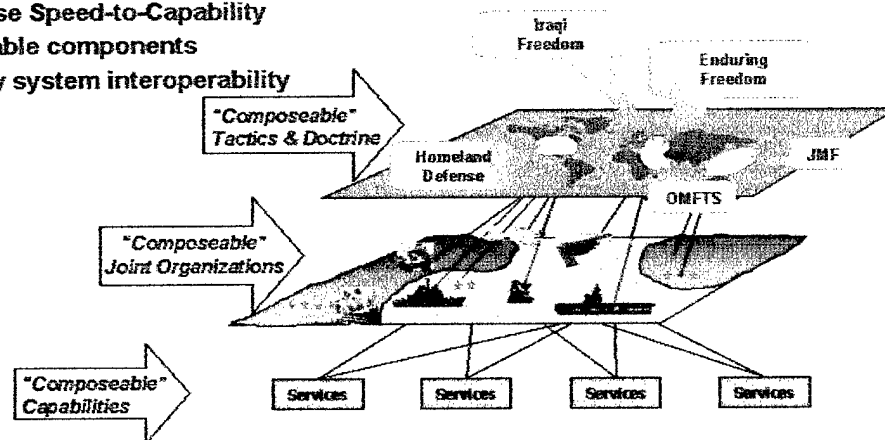 se Speed-to-Capability
able components
y system interoperability
Iraqi
Freedom
Enduring
Freedom
"Composeable"
Tactics & Doctrine
Homeland
Defense
JMF
OMFTS
"Composeable"
Joint Organizations
"Composeable"
Capabilities
Services
Services
Services
Services